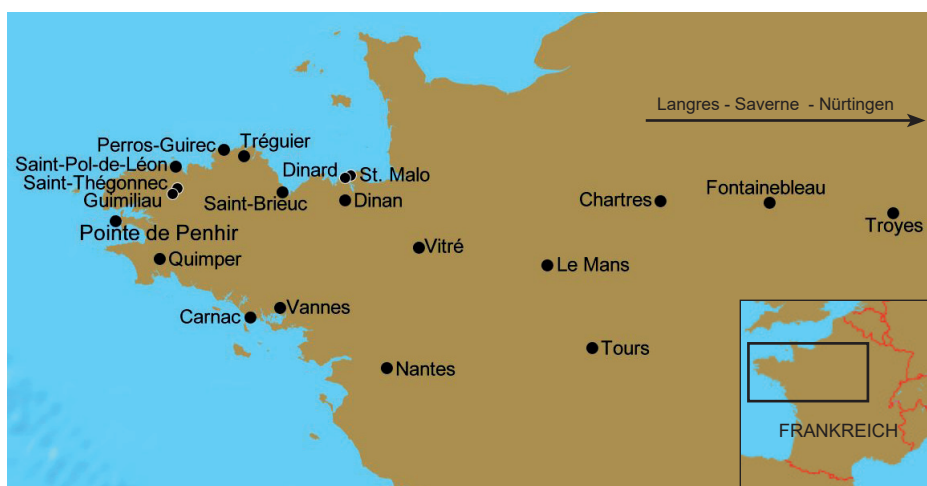 Langres - Saverne - Nürtingen
Perros-Guirec
Tréguier
Saint-Pol-de-Léon
Dinard
St. Malo
Saint-Thégonnec
Guimiliau
Saint-Brieuc
Dinan
Chartres
Fontainebleau
Troyes
Pointe de Penhir
Vitré
Quimper
Le Mans
Vannes
Carnac
Tours
Nantes
FRANKREICH